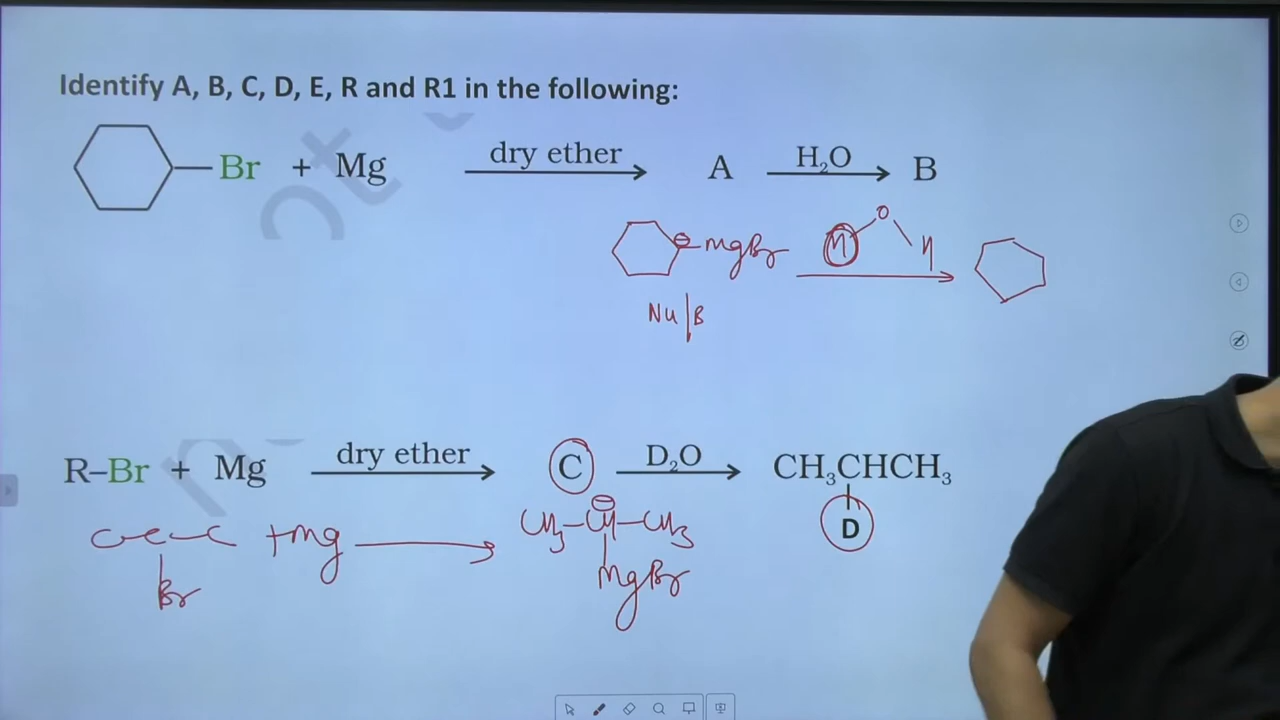 Identify A, B, C, D, E, R and R1 in the following:
Br + Mg dry ether A H₂O B
⊖ MgBr H O H
Nu | B
R–Br + Mg dry ether C D₂O CH₃CHCH₃
D
C–C–C + Mg CH₃–CH–CH₃ ⊖
Br MgBr
ot